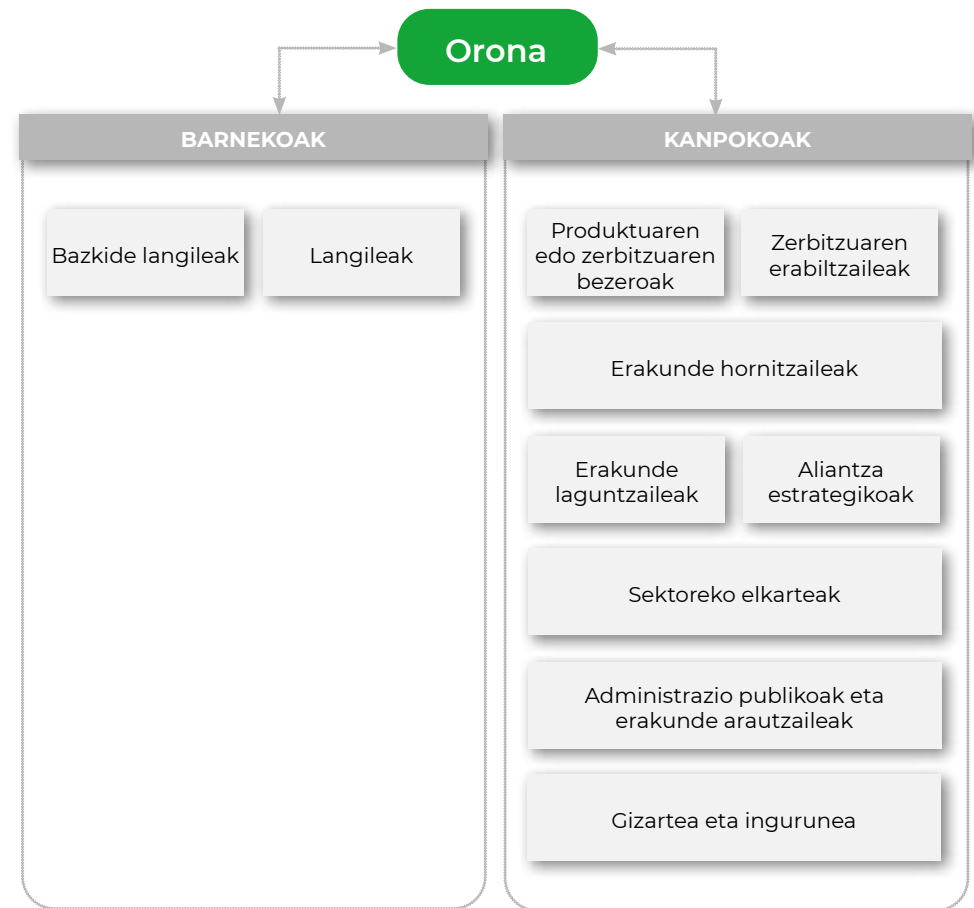 Orona
BARNEKOAK
Bazkide langileak
Langileak
KANPOKOAK
Produktuaren
edo zerbitzuaren
bezeroak
Zerbitzuaren
erabiltzaileak
Erakunde hornitzaileak
Erakunde
laguntzaileak
Aliantza
estrategikoak
Sektoreko elkarteak
Administrazio publikoak eta
erakunde arautzaileak
Gizartea eta ingurunea